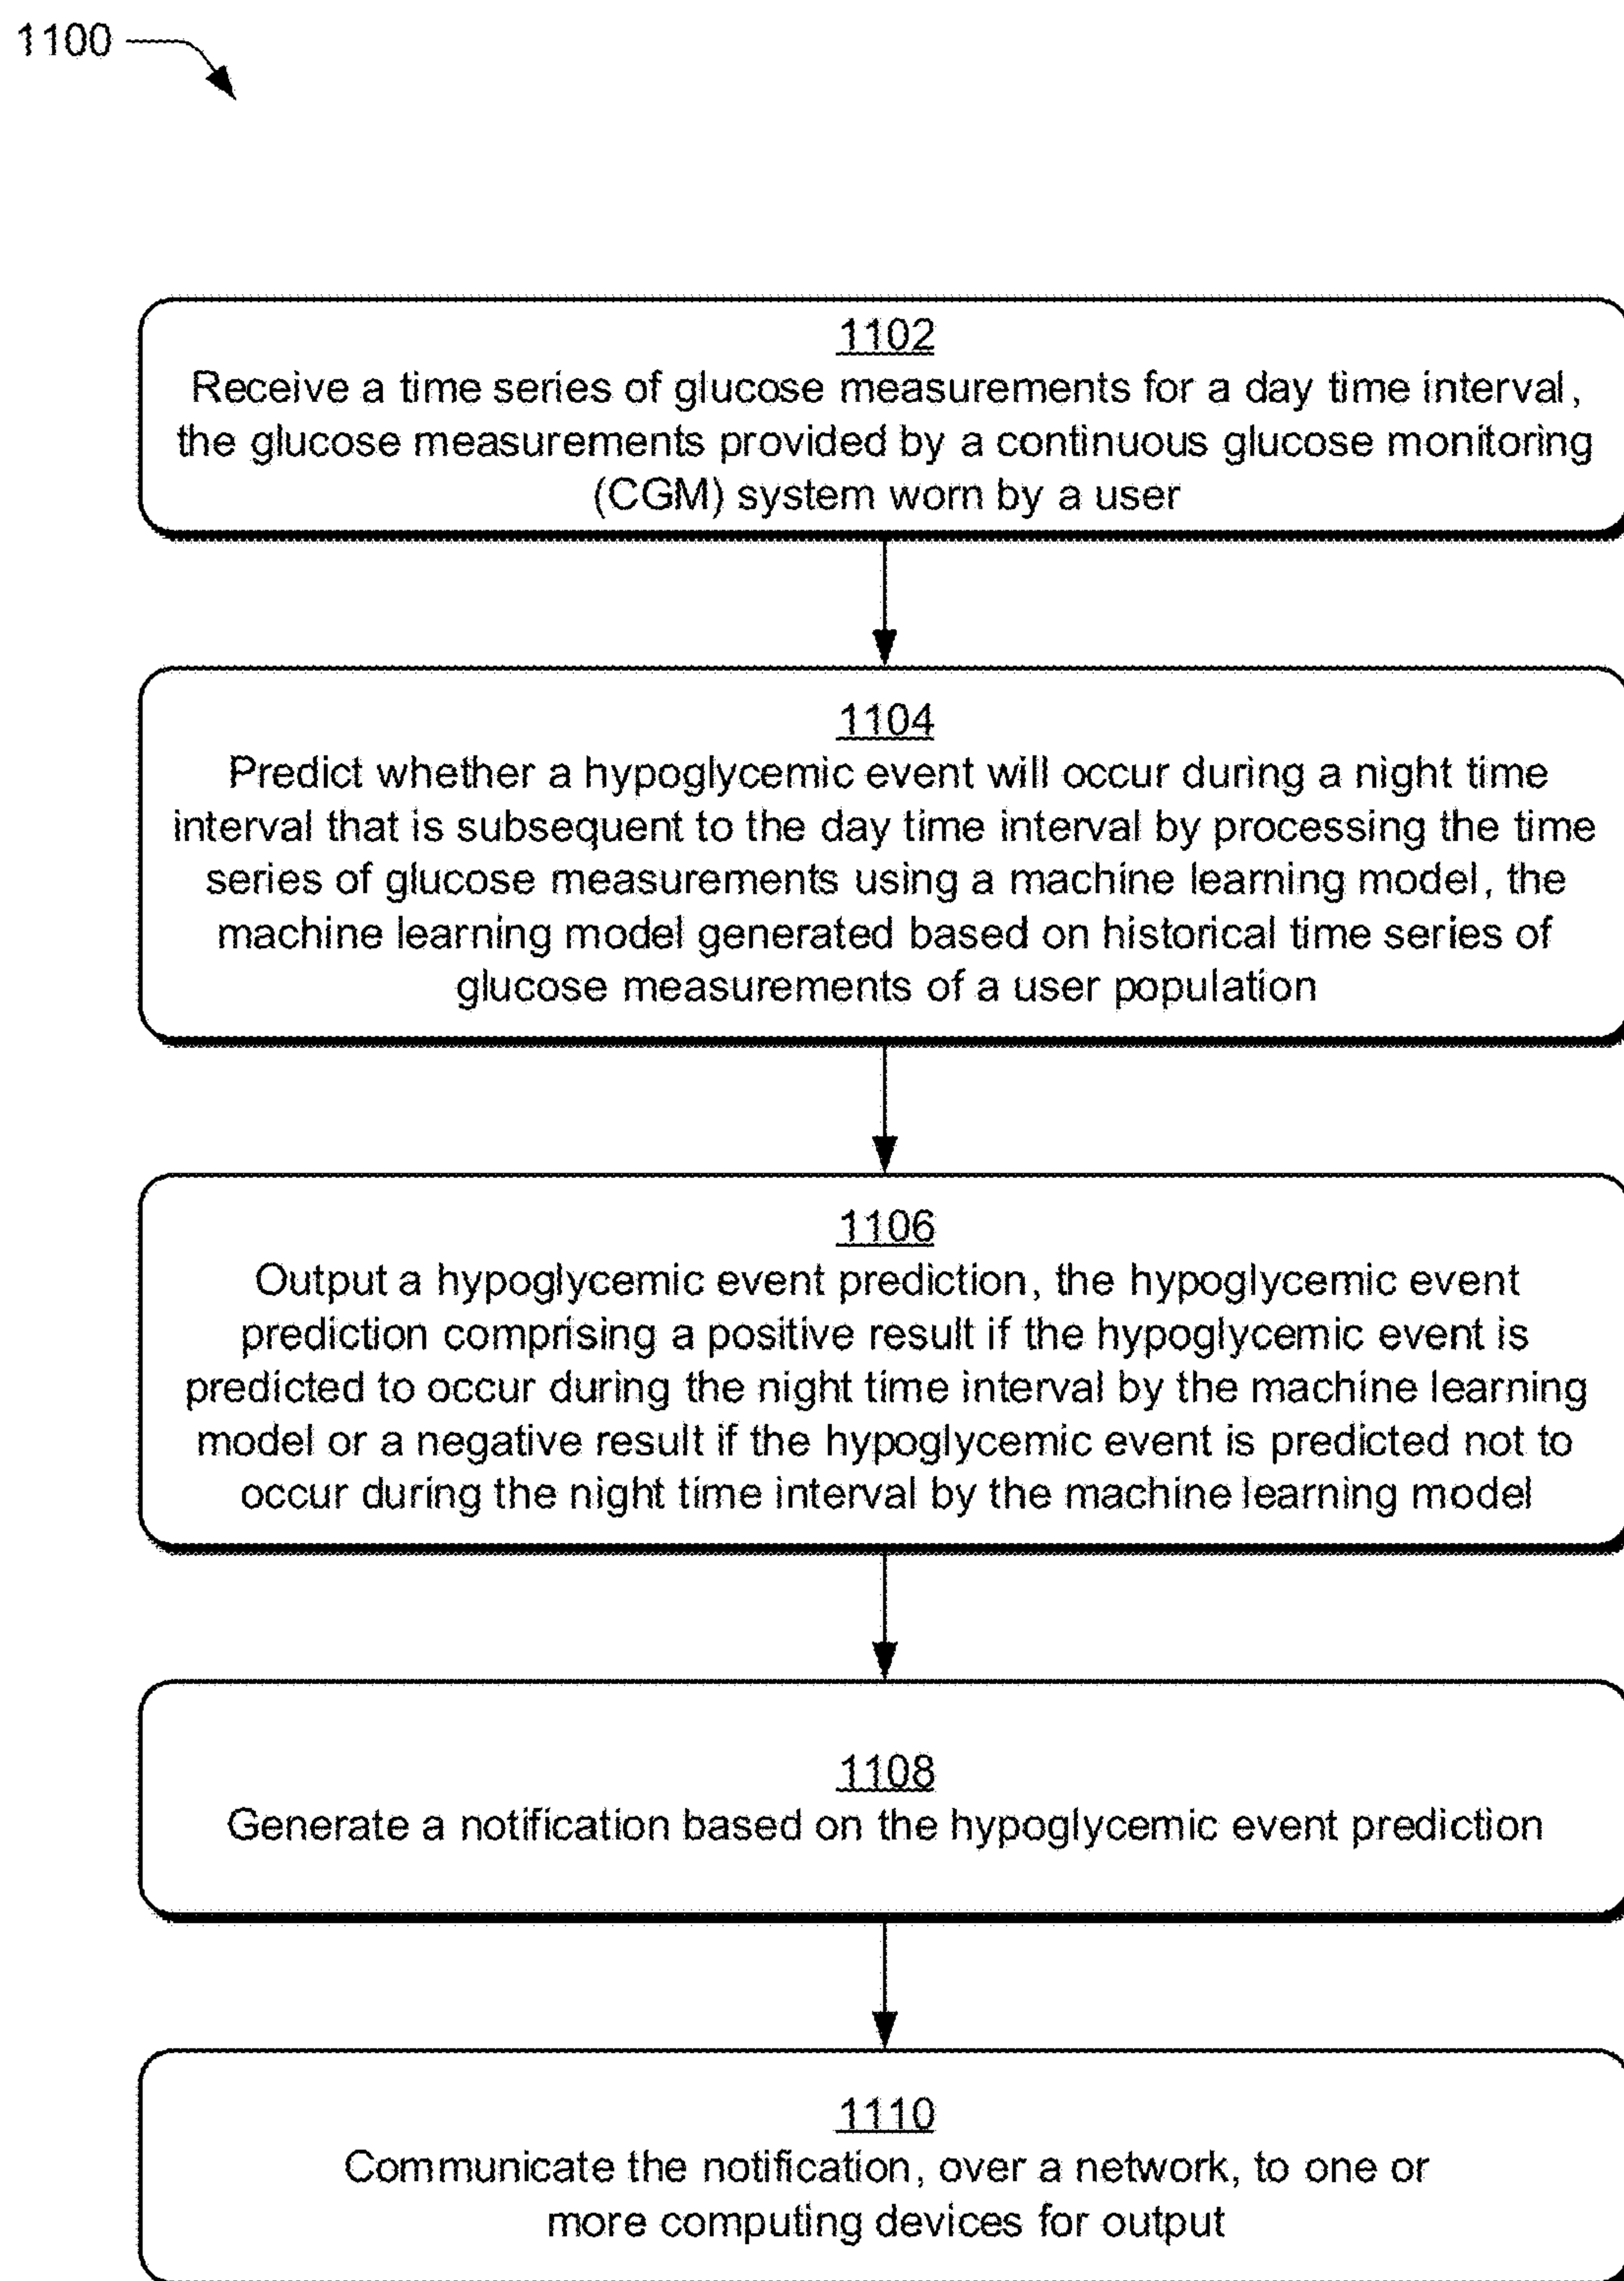 1100
1102
Receive a time series of glucose measurements for a day time interval,
the glucose measurements provided by a continuous glucose monitoring
(CGM) system worn by a user
1104
Predict whether a hypoglycemic event will occur during a night time
interval that is subsequent to the day time interval by processing the time
series of glucose measurements using a machine learning model, the
machine learning model generated based on historical time series of
glucose measurements of a user population
1106
Output a hypoglycemic event prediction, the hypoglycemic event
prediction comprising a positive result if the hypoglycemic event is
predicted to occur during the night time interval by the machine learning
model or a negative result if the hypoglycemic event is predicted not to
occur during the night time interval by the machine learning model
1108
Generate a notification based on the hypoglycemic event prediction
1110
Communicate the notification, over a network, to one or
more computing devices for output